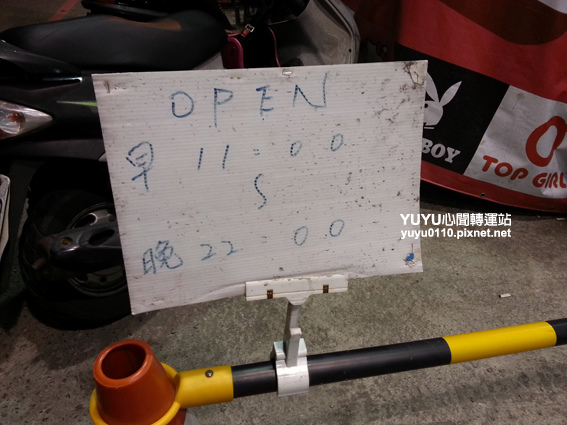 OPEN
早 11:00
S
晚 22:00
BOY
TOP GIRL
YUYU心聞轉運站
yuyu0110.pixnet.net